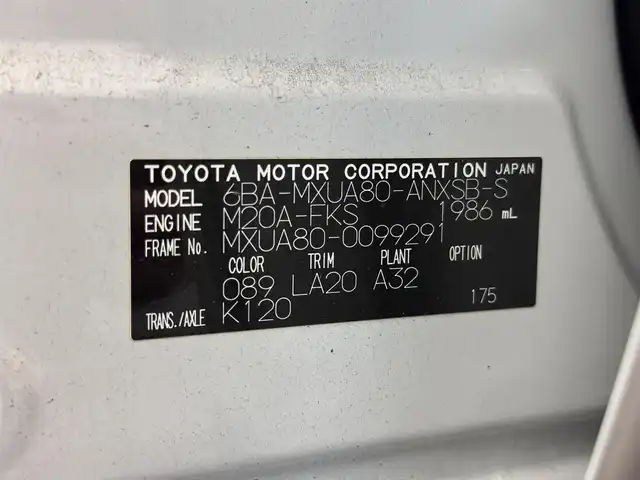 TOYOTA MOTOR CORPORATION JAPAN
MODEL 6BA-MXUA80-ANXSB-S
ENGINE M20A-FKS 1986 mL
FRAME No. MXUA80-0099291
COLOR TRIM PLANT OPTION
089 LA20 A32
TRANS./AXLE K120 175